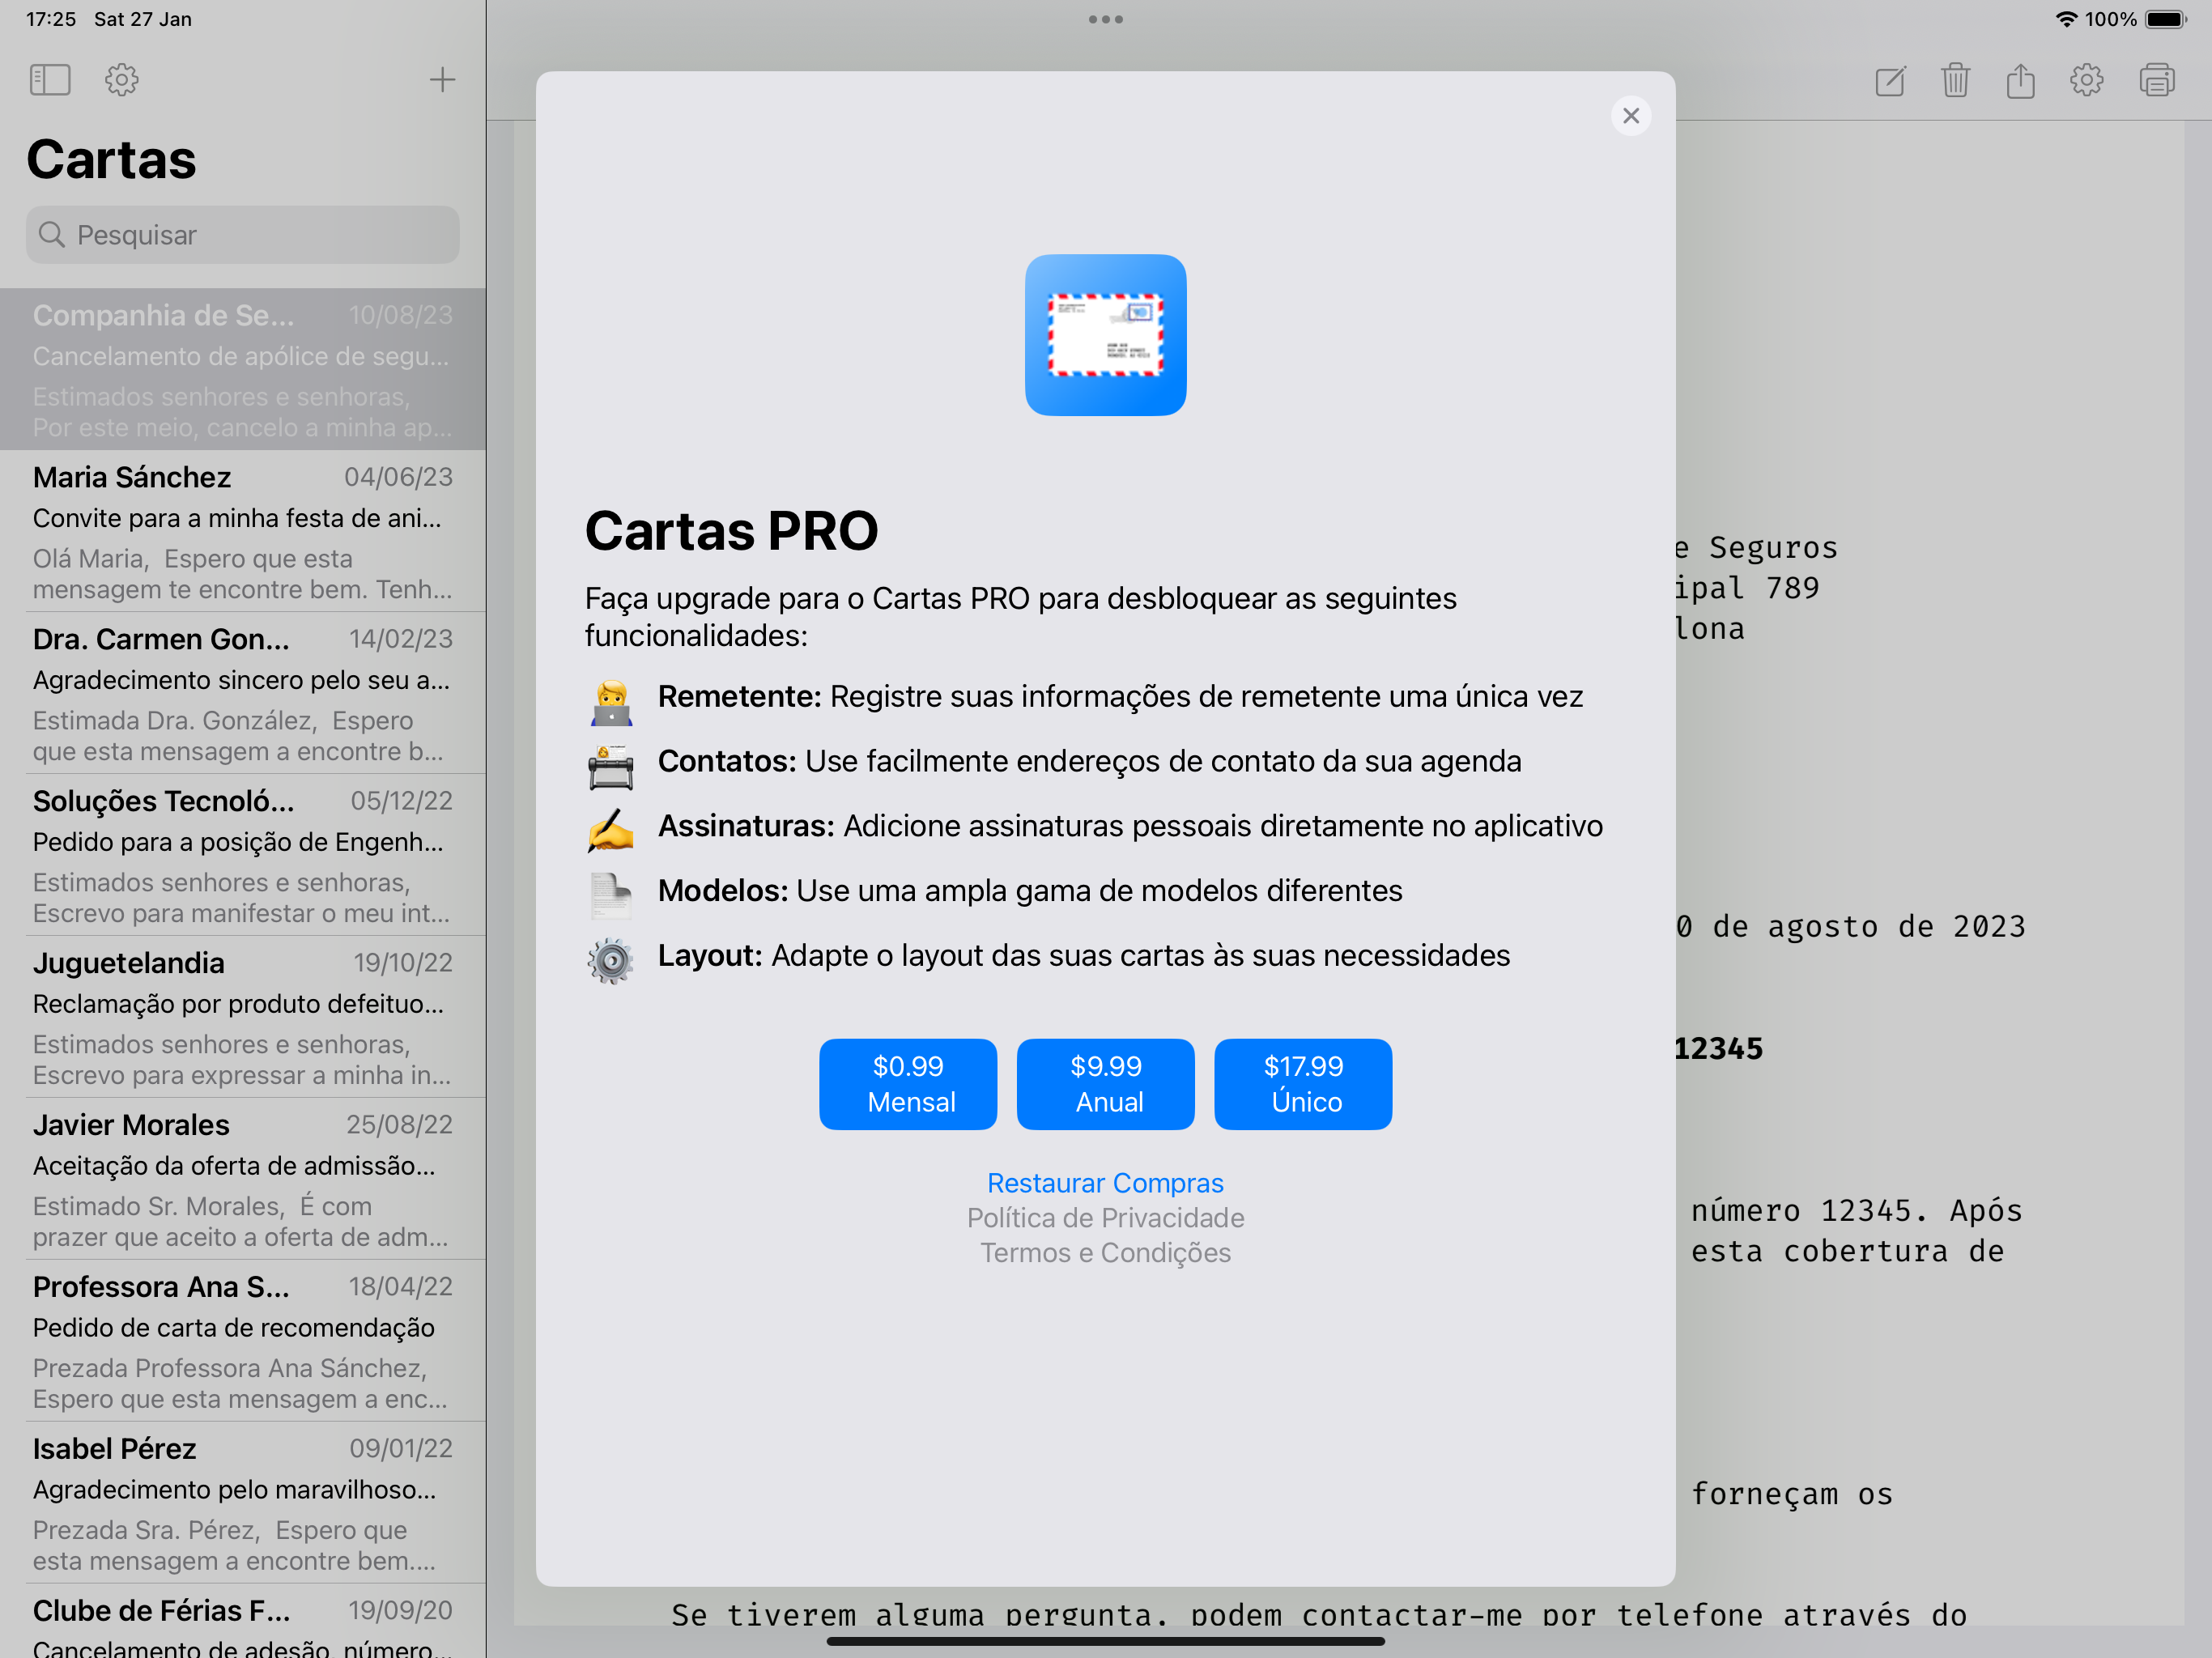 17:25 Sat 27 Jan
100%
Cartas
Pesquisar
Companhia de Se... 10/08/23
Cancelamento de apólice de segu...
Estimados senhores e senhoras,
Por este meio, cancelo a minha ap...
Maria Sánchez 04/06/23
Convite para a minha festa de ani...
Olá Maria, Espero que esta
mensagem te encontre bem. Tenh...
Dra. Carmen Gon... 14/02/23
Agradecimento sincero pelo seu a...
Estimada Dra. González, Espero
que esta mensagem a encontre b...
Soluções Tecnoló... 05/12/22
Pedido para a posição de Engenh...
Estimados senhores e senhoras,
Escrevo para manifestar o meu int...
Juguetelandia 19/10/22
Reclamação por produto defeituo...
Estimados senhores e senhoras,
Escrevo para expressar a minha in...
Javier Morales 25/08/22
Aceitação da oferta de admissão...
Estimado Sr. Morales, É com
prazer que aceito a oferta de adm...
Professora Ana S... 18/04/22
Pedido de carta de recomendação
Prezada Professora Ana Sánchez,
Espero que esta mensagem a enc...
Isabel Pérez 09/01/22
Agradecimento pelo maravilhoso...
Prezada Sra. Pérez, Espero que
esta mensagem a encontre bem....
Clube de Férias F... 19/09/20
Cancelamento de adesão, número...
Cartas PRO
Faça upgrade para o Cartas PRO para desbloquear as seguintes
funcionalidades:
Remetente: Registre suas informações de remetente uma única vez
Contatos: Use facilmente endereços de contato da sua agenda
Assinaturas: Adicione assinaturas pessoais diretamente no aplicativo
Modelos: Use uma ampla gama de modelos diferentes
Layout: Adapte o layout das suas cartas às suas necessidades
$0.99
Mensal
$9.99
Anual
$17.99
Único
Restaurar Compras
Política de Privacidade
Termos e Condições
e Seguros
ipal 789
lona
0 de agosto de 2023
12345
número 12345. Após
esta cobertura de
forneçam os
Se tiverem alguma pergunta, podem contactar-me por telefone através do